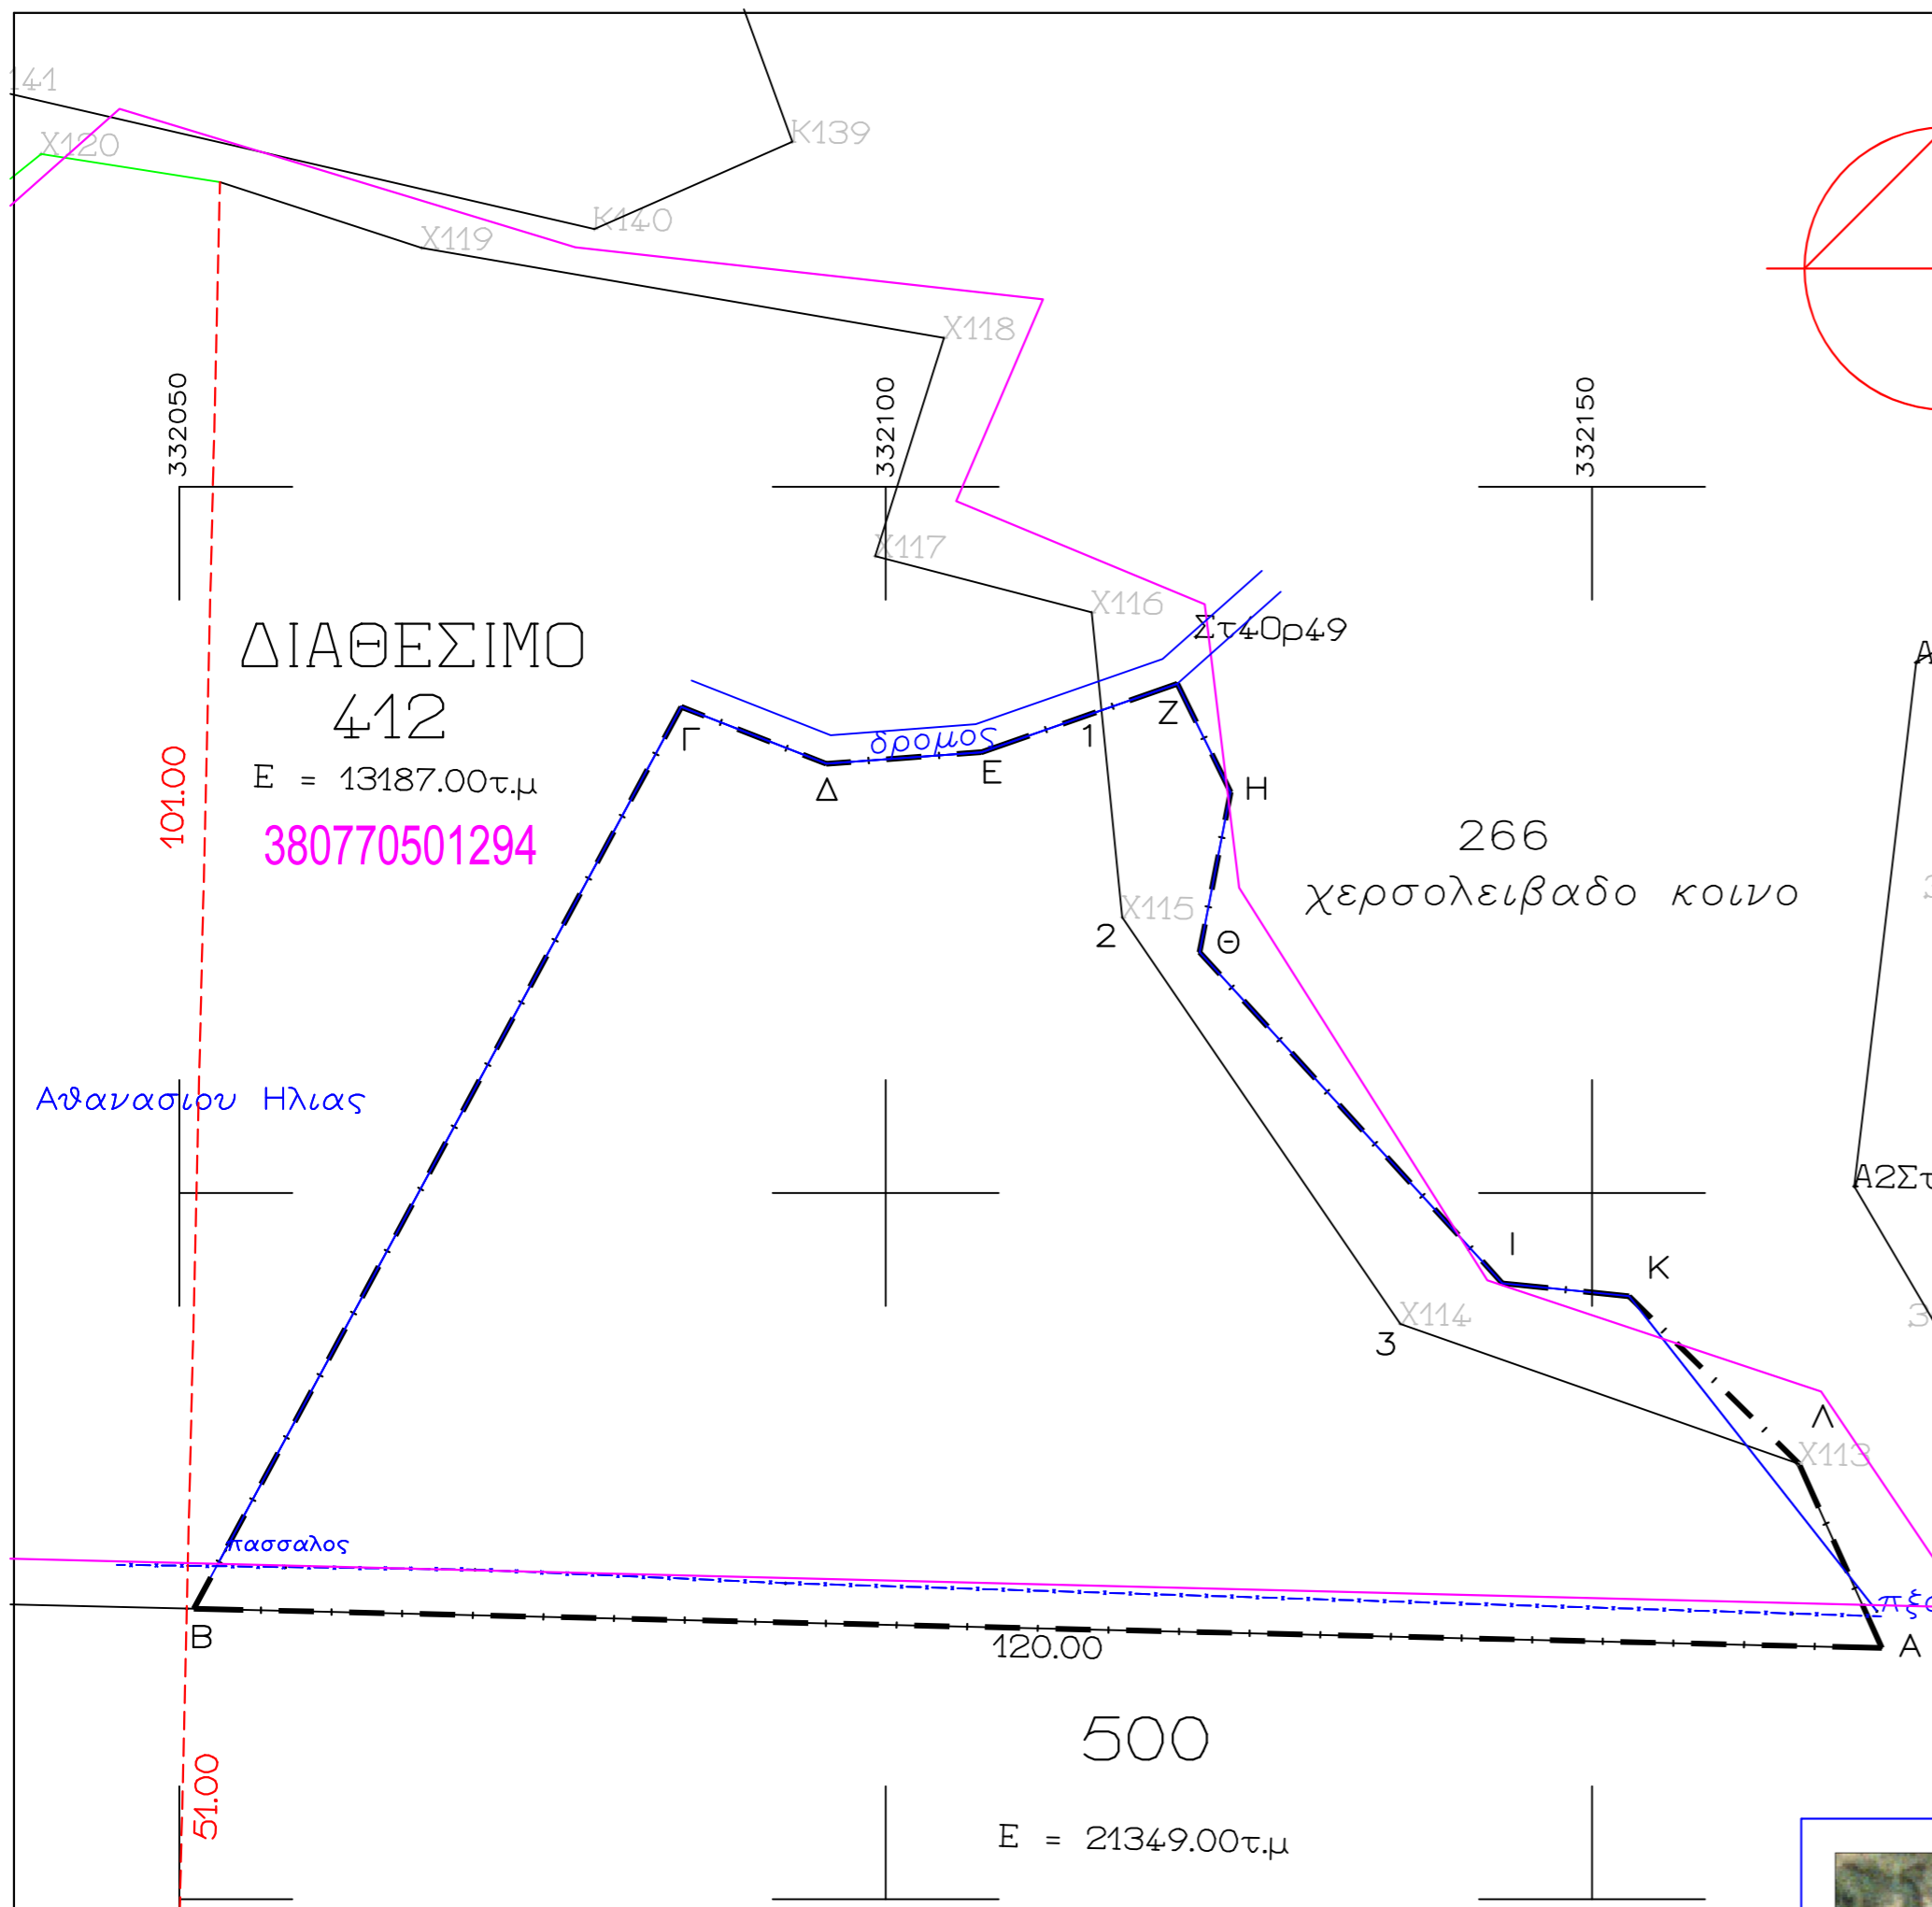 141
X120
K139
K140
X119
X118
332050
332100
332150
X117
X116
Στ4Ορ49
ΔΙΑΘΕΣΙΜΟ
412
Ε = 13187.00τ.μ
380770501294
101.00
Γ
Δ
δρομος
Ε
1
Ζ
Η
266
χερσολειβαδο κοινο
X115
2
Θ
Αθανασιου Ηλιας
Α2Στ
Ι
Κ
X114
3
Λ
X113
πασσαλος
Β
120.00
Α
51.00
500
Ε = 21349.00τ.μ